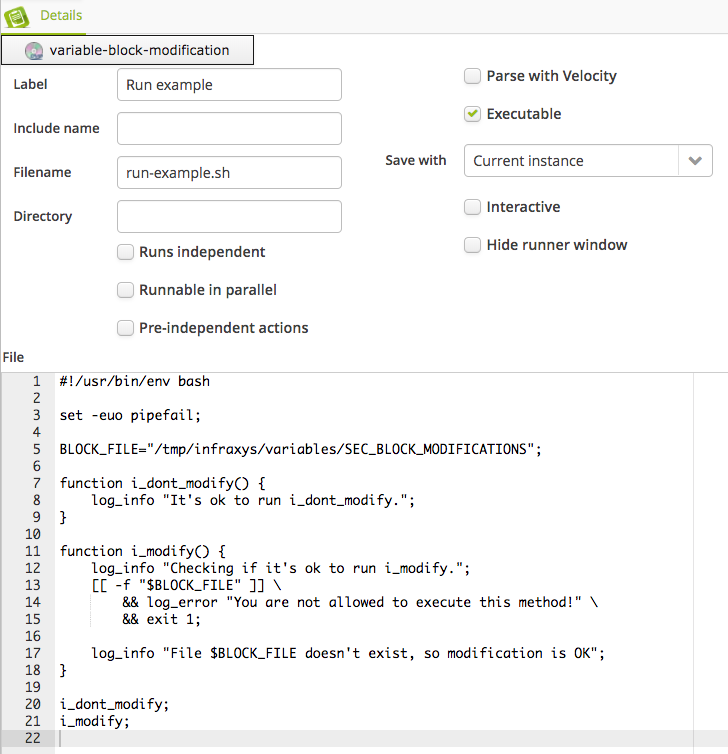 Details
variable-block-modification
Label
Run example
Include name
Filename
run-example.sh
Directory
Runs independent
Runnable in parallel
Pre-independent actions
Parse with Velocity
Executable
Save with
Current instance
Interactive
Hide runner window
File
1 #!/usr/bin/env bash
2
3 set -euo pipefail;
4
5 BLOCK_FILE="/tmp/infraxys/variables/SEC_BLOCK_MODIFICATIONS";
6
7 function i_dont_modify() {
8     log_info "It's ok to run i_dont_modify.";
9 }
10
11 function i_modify() {
12     log_info "Checking if it's ok to run i_modify.";
13     [[ -f "$BLOCK_FILE" ]] \
14         && log_error "You are not allowed to execute this method!" \
15         && exit 1;
16
17     log_info "File $BLOCK_FILE doesn't exist, so modification is OK";
18 }
19
20 i_dont_modify;
21 i_modify;
22